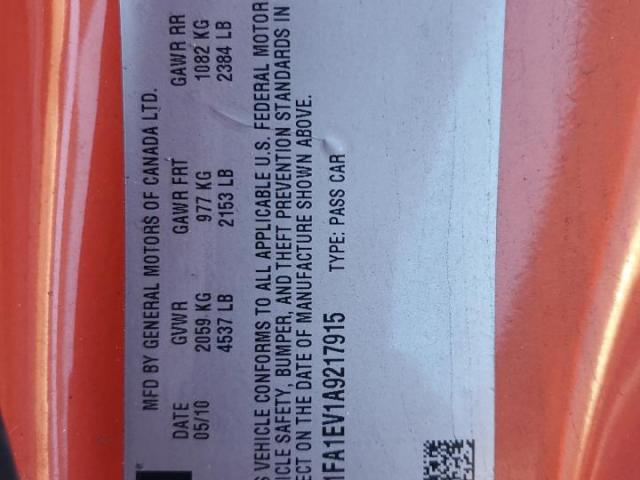 MFD BY GENERAL MOTORS OF CANADA LTD.
DATE GVWR GAWR FRT GAWR RR
05/10 2059 KG 977 KG 1082 KG
4537 LB 2153 LB 2384 LB
VEHICLE CONFORMS TO ALL APPLICABLE U.S. FEDERAL MOTOR
SAFETY, BUMPER, AND THEFT PREVENTION STANDARDS IN
ON THE DATE OF MANUFACTURE SHOWN ABOVE.
1FA1EV1A9217915 TYPE: PASS CAR